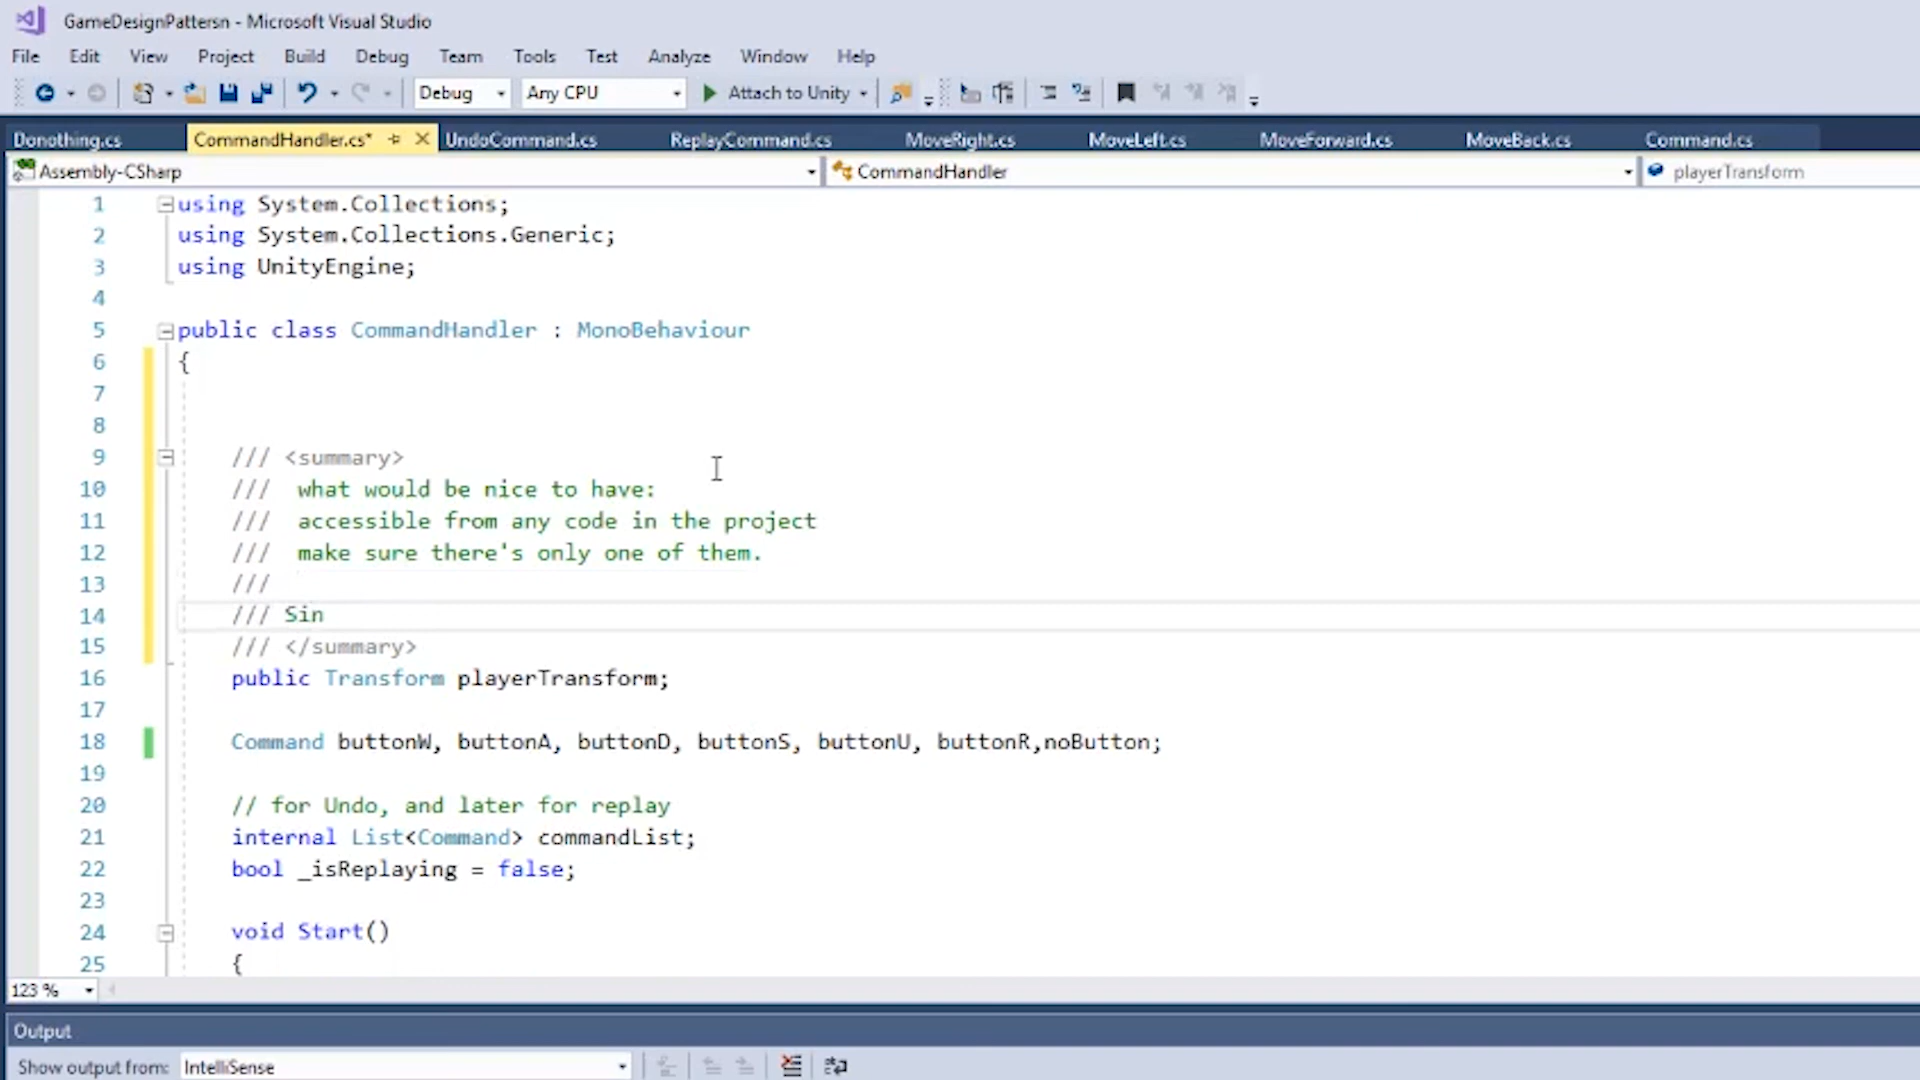 GameDesignPattersn - Microsoft Visual Studio
File Edit View Project Build Debug Team Tools Test Analyze Window Help
Debug Any CPU Attach to Unity
Donothing.cs CommandHandler.cs* UndoCommand.cs ReplayCommand.cs MoveRight.cs MoveLeft.cs MoveForward.cs MoveBack.cs Command.cs
Assembly-CSharp CommandHandler playerTransform
1 using System.Collections;
2 using System.Collections.Generic;
3 using UnityEngine;
4
5 public class CommandHandler : MonoBehaviour
6 {
7
8
9 /// <summary>
10 /// what would be nice to have:
11 /// accessible from any code in the project
12 /// make sure there's only one of them.
13 ///
14 /// Sin
15 /// </summary>
16 public Transform playerTransform;
17
18 Command buttonW, buttonA, buttonD, buttonS, buttonU, buttonR,noButton;
19
20 // for Undo, and later for replay
21 internal List<Command> commandList;
22 bool _isReplaying = false;
23
24 void Start()
25 {
123 %
Output
Show output from: IntelliSense